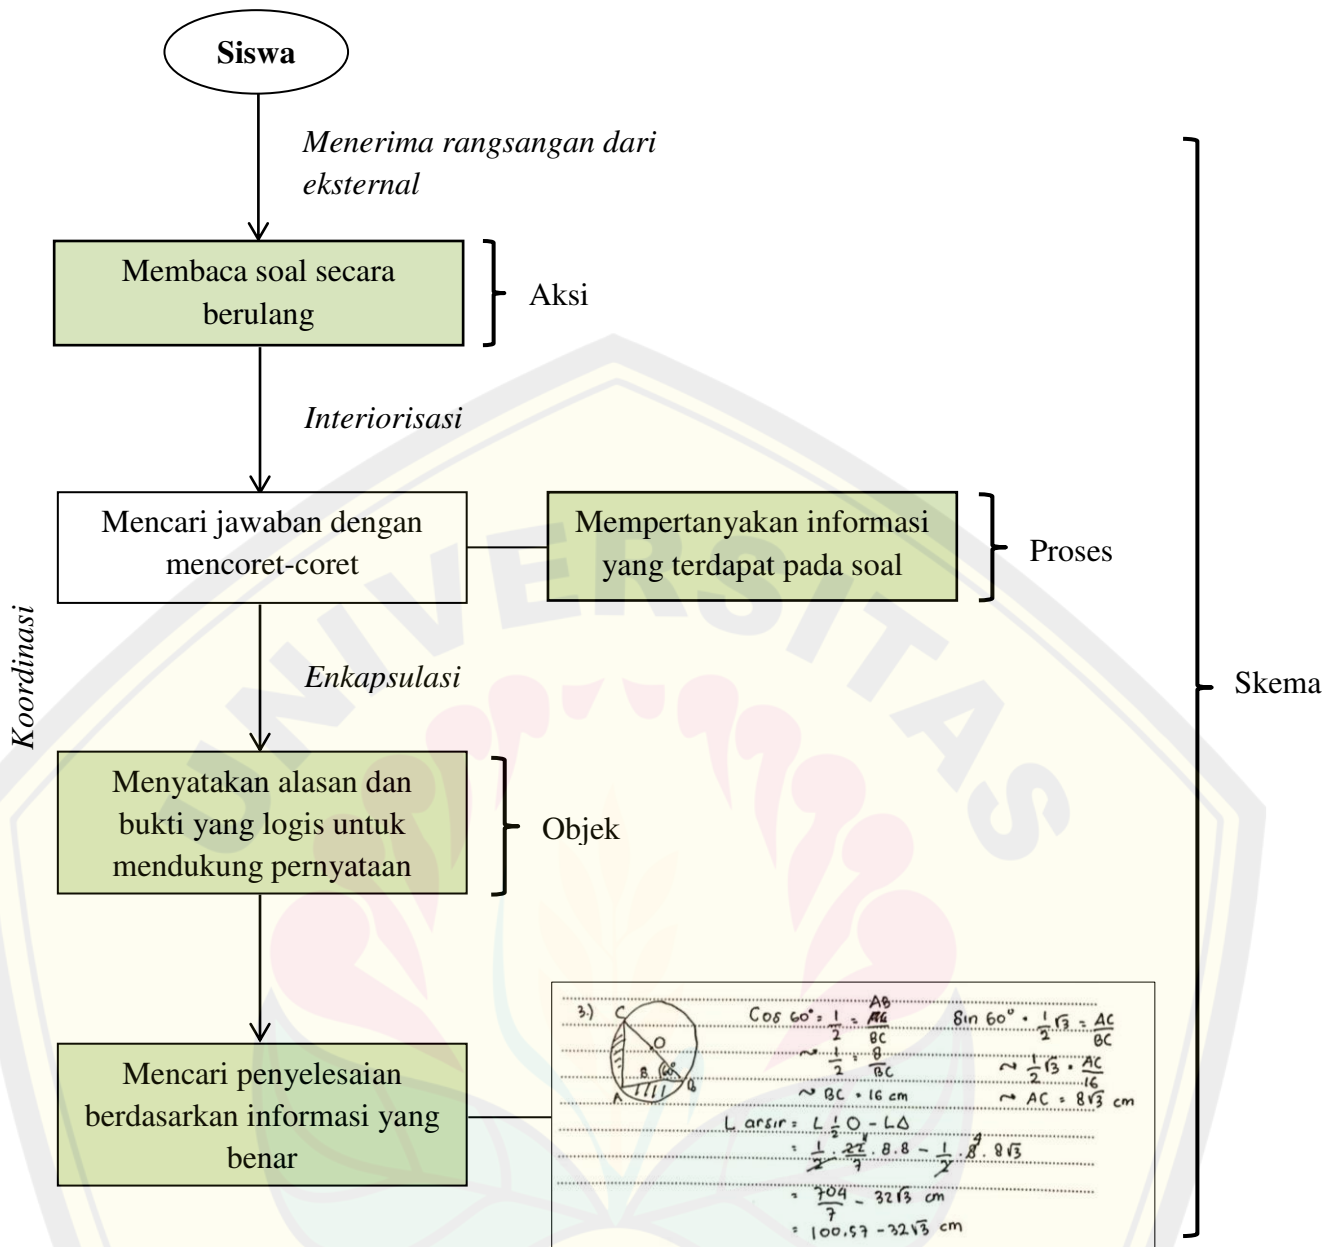 Siswa
Menerima rangsangan dari
eksternal
Membaca soal secara
berulang
Aksi
Interiorisasi
Mencari jawaban dengan
mencoret-coret
Mempertanyakan informasi
yang terdapat pada soal
Proses
Koordinasi
Enkapsulasi
Skema
Menyatakan alasan dan
bukti yang logis untuk
mendukung pernyataan
Objek
Mencari penyelesaian
berdasarkan informasi yang
benar
3.) C O 8 60° A B
Cos 60° = 1/2 = AB/BC
~ 1/2 = 8/BC
~ BC = 16 cm
Sin 60° = 1/2 √3 = AC/BC
~ 1/2 √3 = AC/16
~ AC = 8√3 cm
L arsir = L 1/2 O - L∆
= 1/2 . 22/7 . 8.8 - 1/2 . 8 . 8√3
= 704/7 - 32√3 cm
= 100,57 - 32√3 cm
UNIVERSITAS